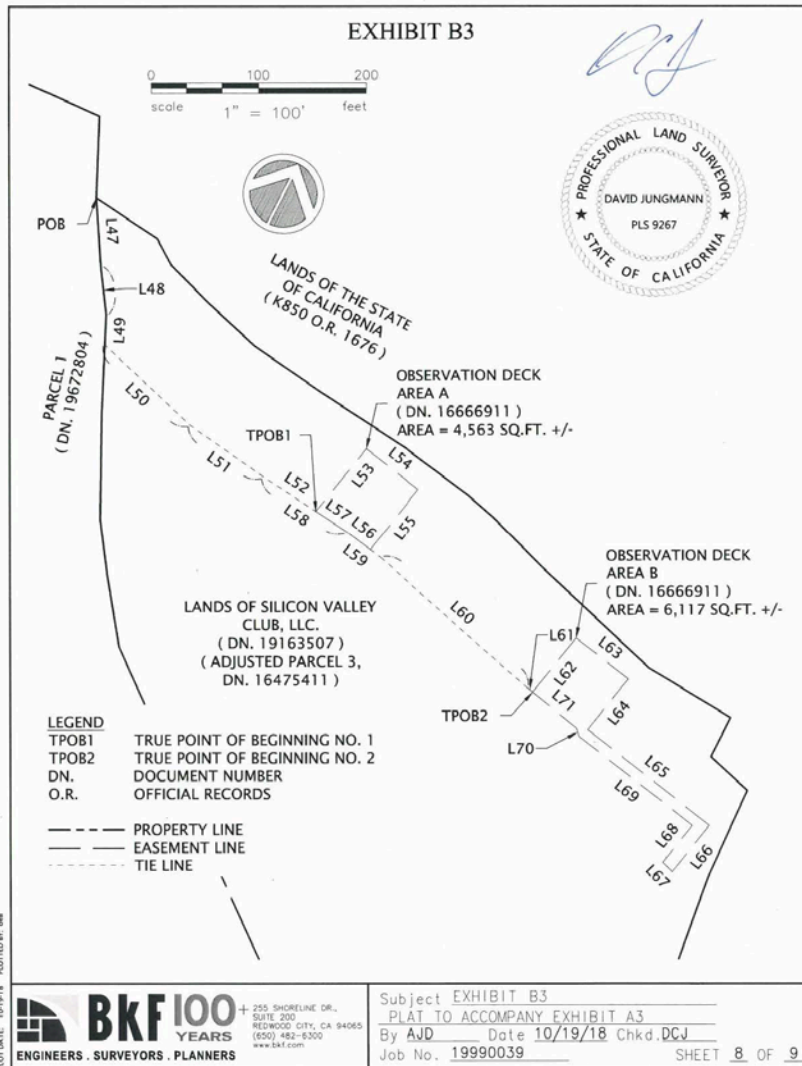 EXHIBIT B3
0 100 200
scale 1" = 100' feet
PROFESSIONAL LAND SURVEYOR
DAVID JUNGMANN
PLS 9267
STATE OF CALIFORNIA
POB
L47
L48
L49
PARCEL 1
(DN. 19672804)
LANDS OF THE STATE
OF CALIFORNIA
( K850 O.R. 1676 )
L50
L51
L52
L58
TPOB1
OBSERVATION DECK
AREA A
( DN. 16666911 )
AREA = 4,563 SQ.FT. +/-
L53
L54
L55
L57
L56
L59
L60
LANDS OF SILICON VALLEY
CLUB, LLC.
( DN. 19163507 )
( ADJUSTED PARCEL 3,
DN. 16475411 )
OBSERVATION DECK
AREA B
( DN. 16666911 )
AREA = 6,117 SQ.FT. +/-
L61
L62
L63
L64
L71
TPOB2
L70
L65
L69
L68
L66
L67
LEGEND
TPOB1 TRUE POINT OF BEGINNING NO. 1
TPOB2 TRUE POINT OF BEGINNING NO. 2
DN. DOCUMENT NUMBER
O.R. OFFICIAL RECORDS
PROPERTY LINE
EASEMENT LINE
TIE LINE
BKF 100+
YEARS
ENGINEERS . SURVEYORS . PLANNERS
255 SHORELINE DR.,
SUITE 200
REDWOOD CITY, CA 94065
(650) 482-6300
www.bkf.com
Subject EXHIBIT B3
PLAT TO ACCOMPANY EXHIBIT A3
By AJD Date 10/19/18 Chkd.DCJ
Job No. 19990039 SHEET 8 OF 9